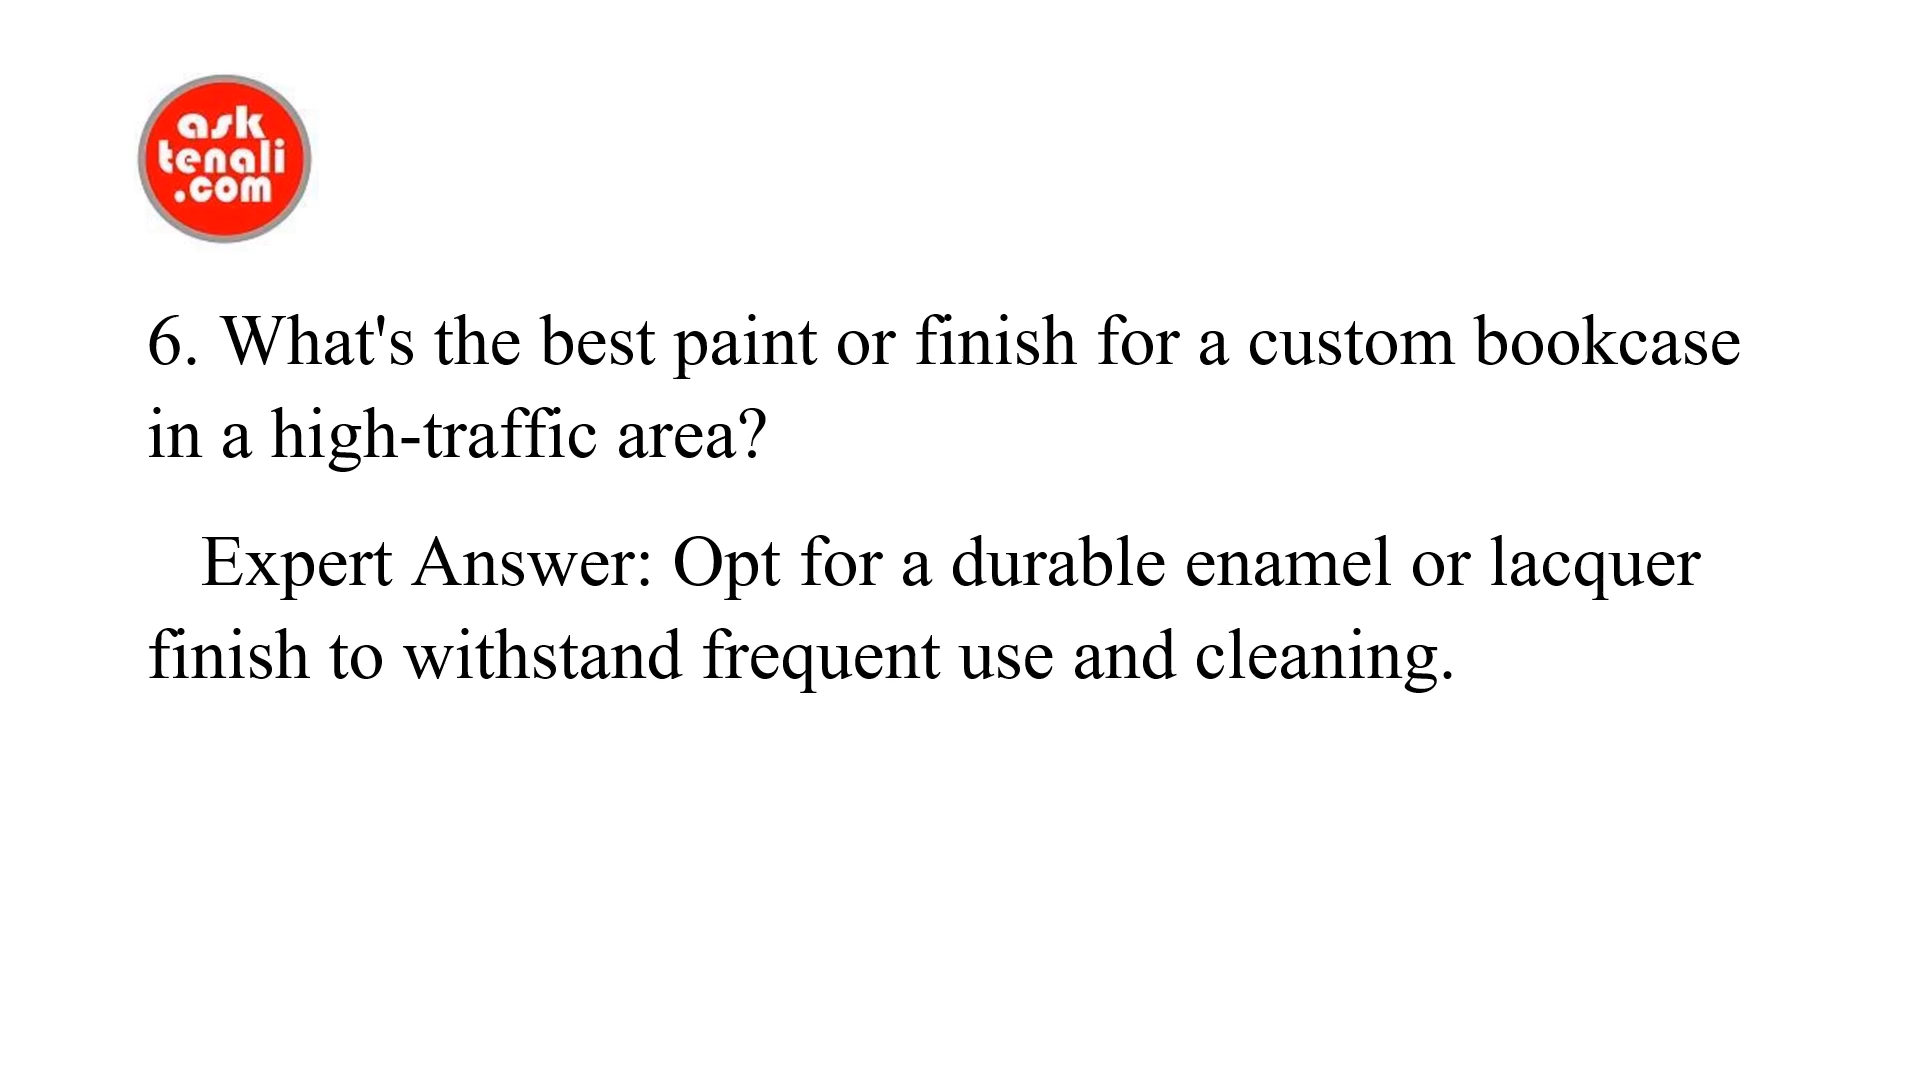 ask
tenali
.com
6. What's the best paint or finish for a custom bookcase
in a high-traffic area?
Expert Answer: Opt for a durable enamel or lacquer
finish to withstand frequent use and cleaning.